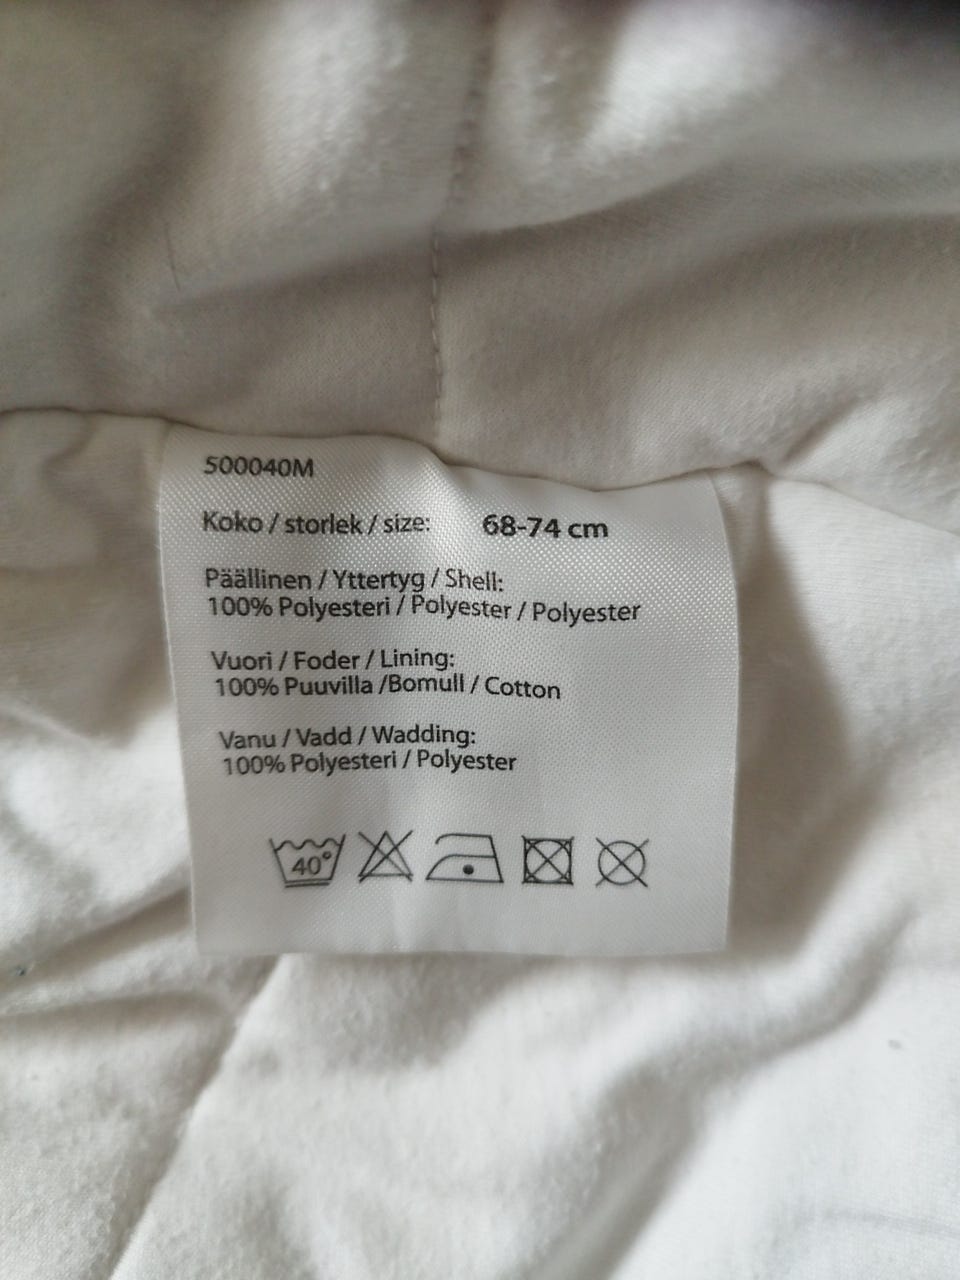 500040M
Koko / storlek / size: 68-74 cm
Päällinen / Yttertyg / Shell:
100% Polyesteri / Polyester / Polyester
Vuori / Foder / Lining:
100% Puuvilla /Bomull / Cotton
Vanu / Vadd / Wadding:
100% Polyesteri / Polyester
40°